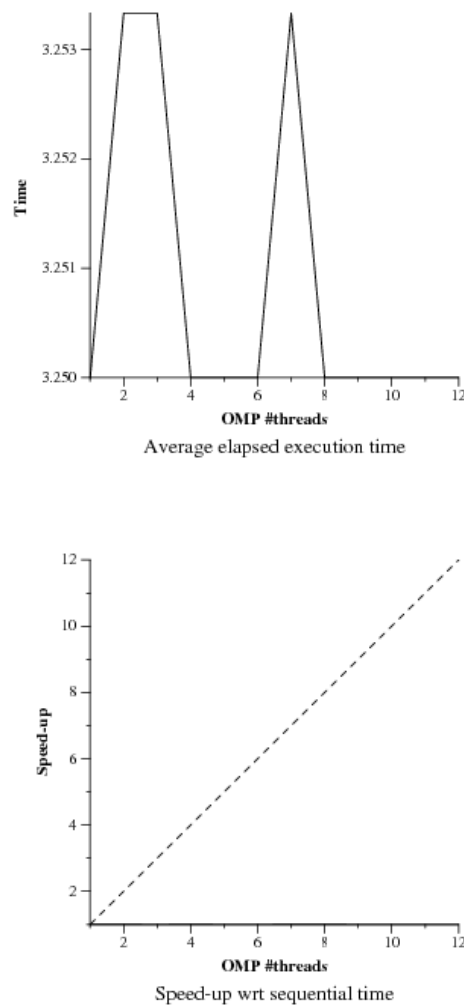 3.253
3.252
Time
3.251
3.250
2 4 6 8 10 12
OMP #threads
Average elapsed execution time
12
10
8
Speed-up
6
4
2
2 4 6 8 10 12
OMP #threads
Speed-up wrt sequential time